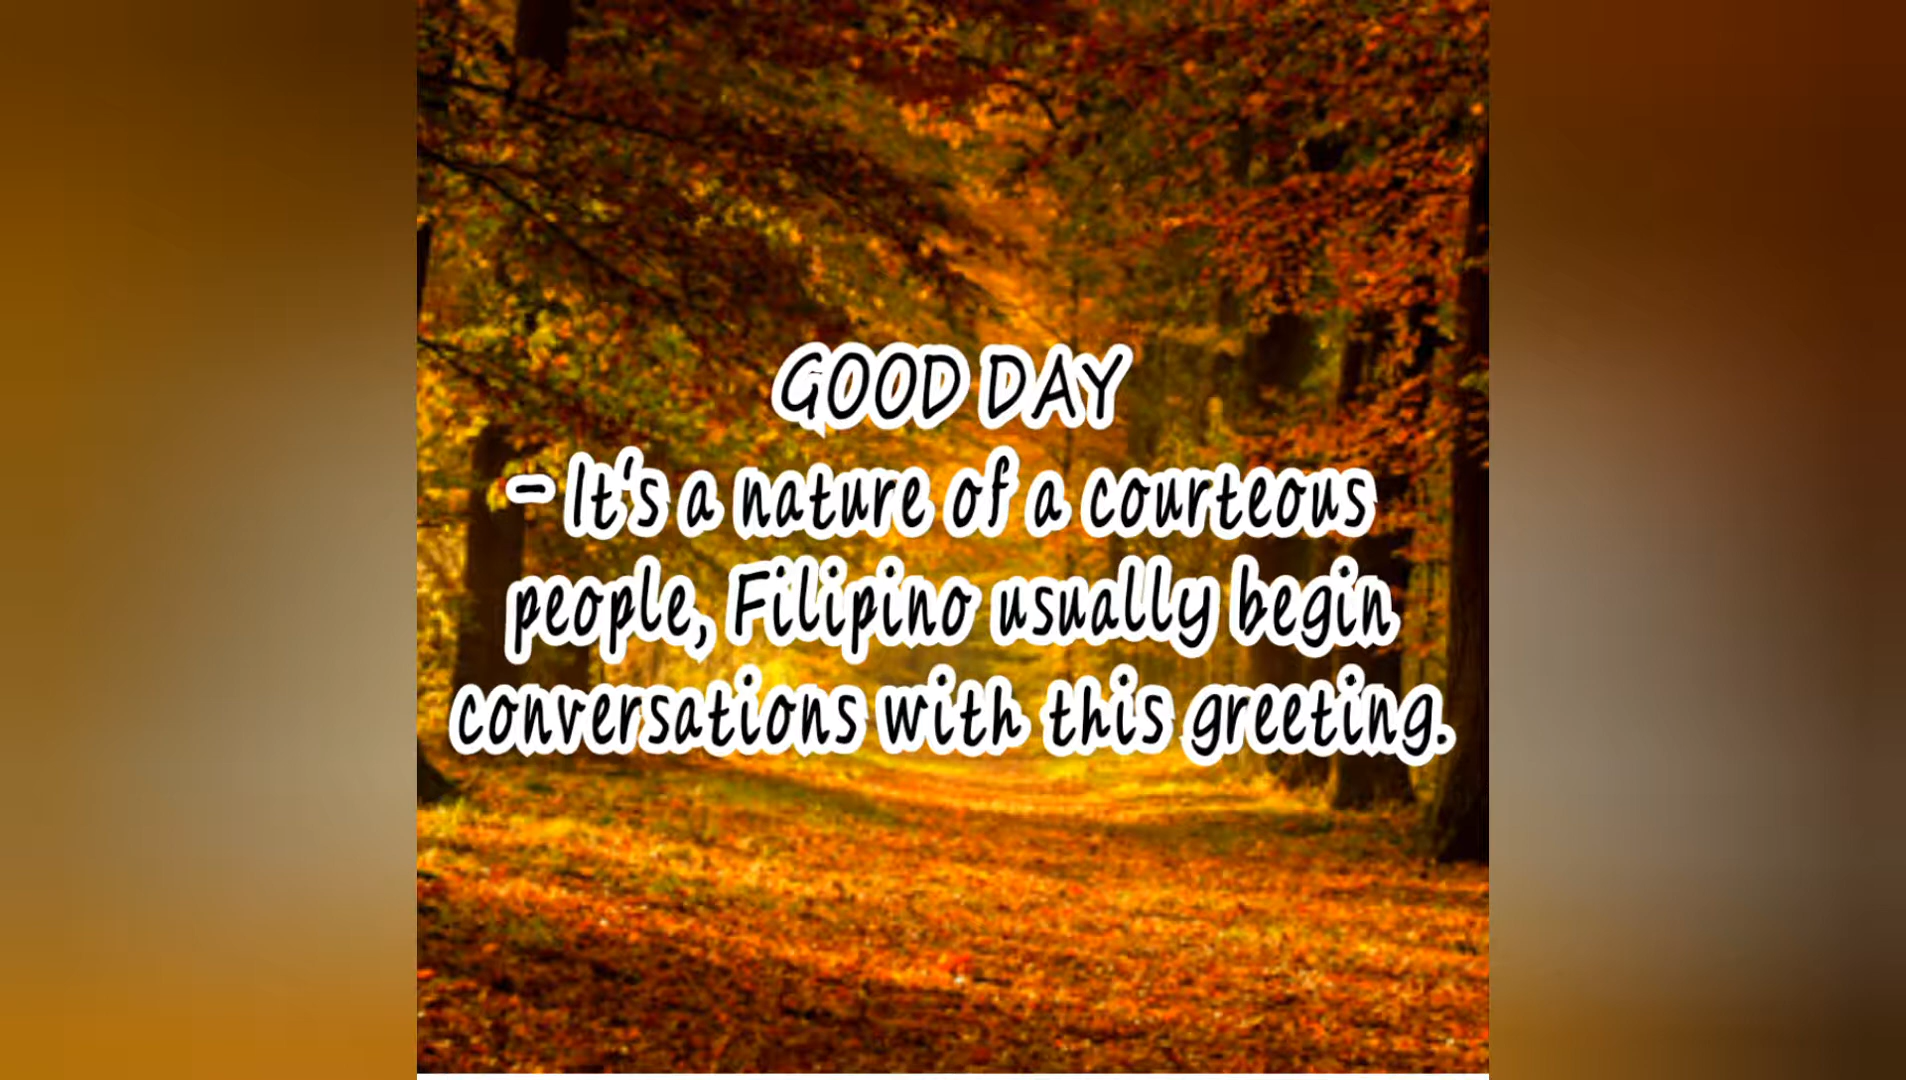 GOOD DAY
- It's a nature of a courteous
people, Filipino usually begin
conversations with this greeting.